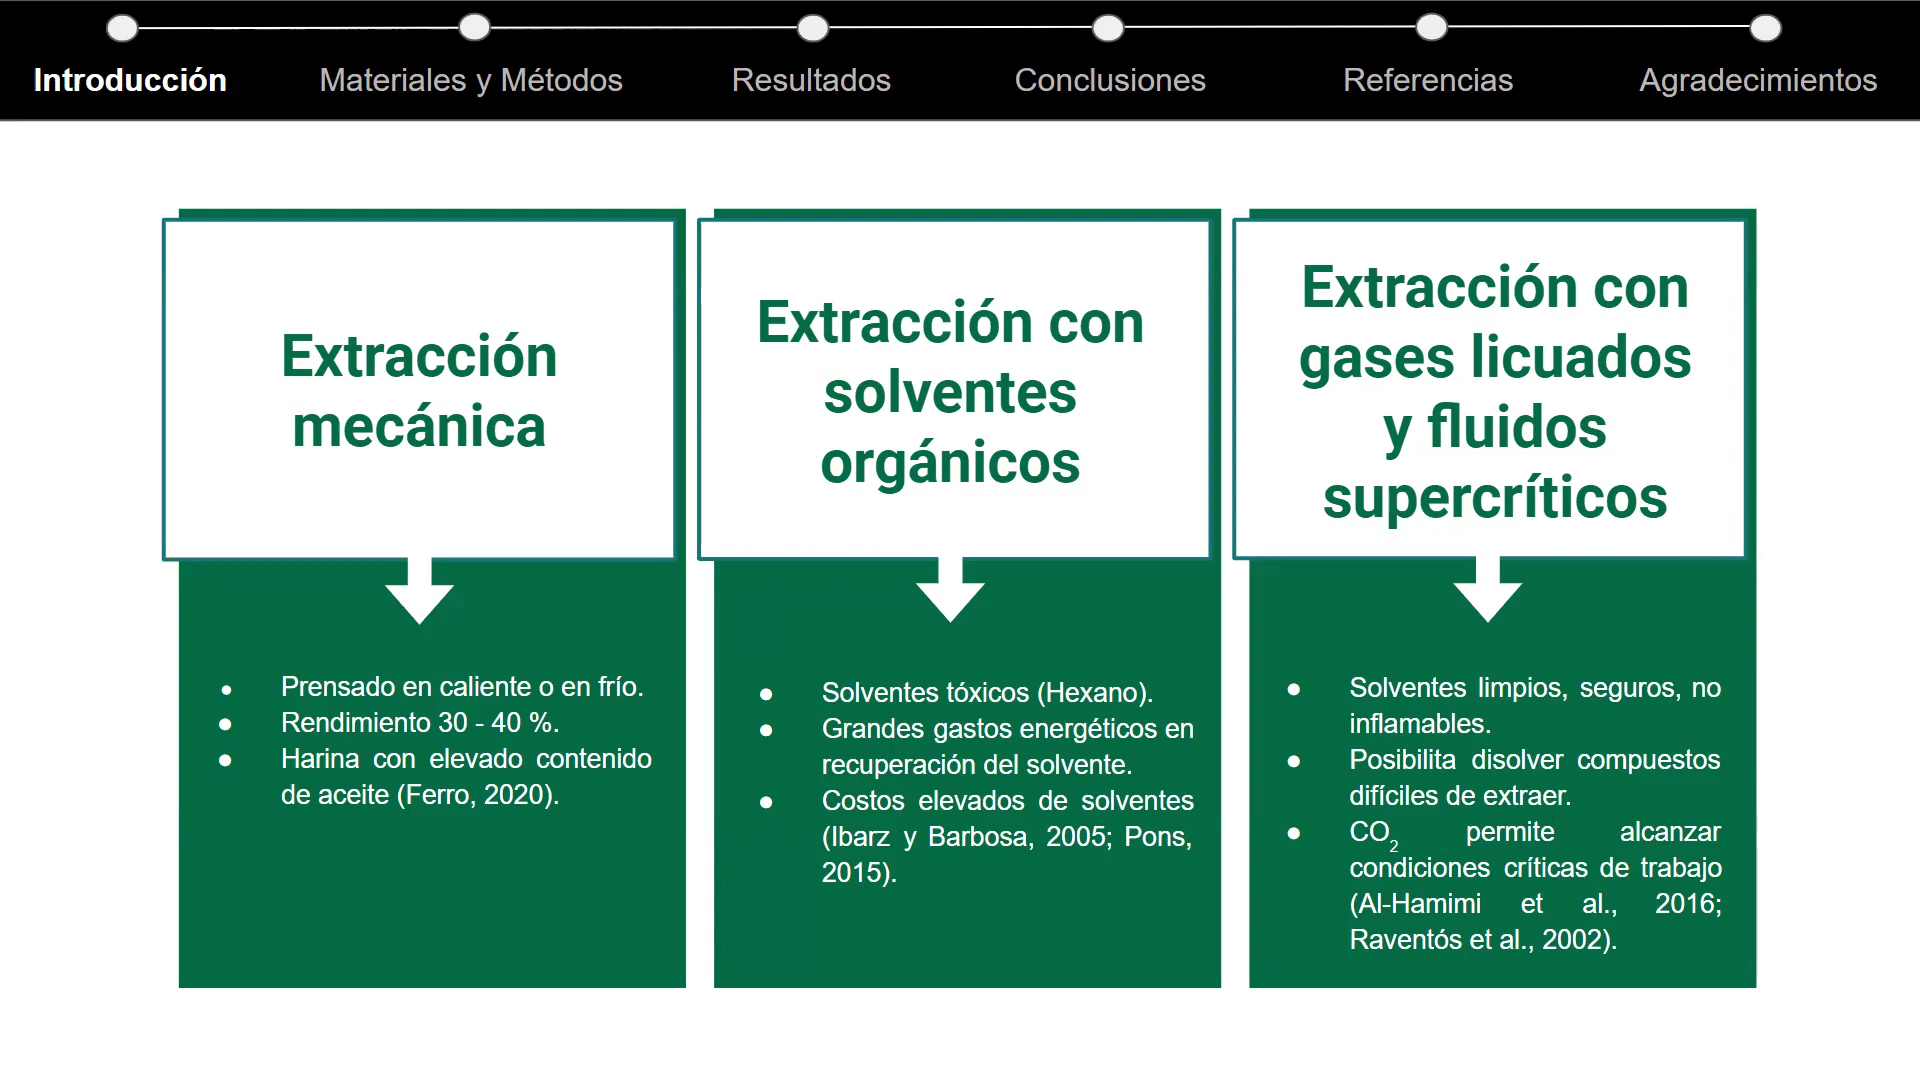 Introducción
Materiales y Métodos
Resultados
Conclusiones
Referencias
Agradecimientos
Extracción
mecánica
● Prensado en caliente o en frío.
● Rendimiento 30 - 40 %.
● Harina con elevado contenido
de aceite (Ferro, 2020).
Extracción con
solventes
orgánicos
● Solventes tóxicos (Hexano).
● Grandes gastos energéticos en
recuperación del solvente.
● Costos elevados de solventes
(Ibarz y Barbosa, 2005; Pons,
2015).
Extracción con
gases licuados
y fluidos
supercríticos
● Solventes limpios, seguros, no
inflamables.
● Posibilita disolver compuestos
difíciles de extraer.
● CO₂ permite alcanzar
condiciones críticas de trabajo
(Al-Hamimi et al., 2016;
Raventós et al., 2002).